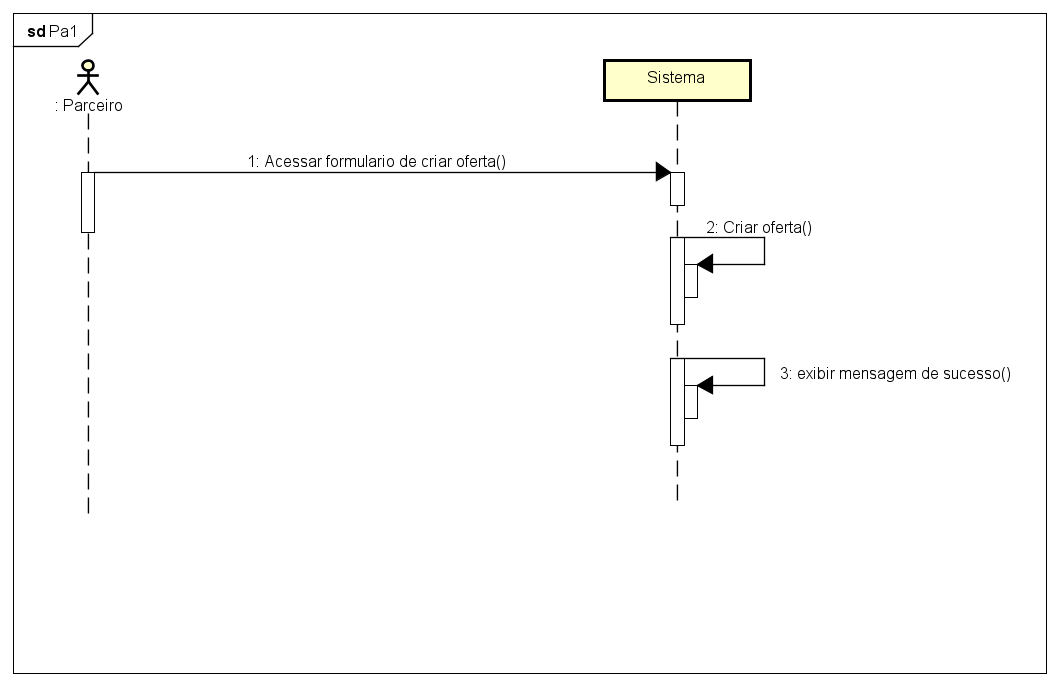 sd Pa1
: Parceiro
Sistema
1: Acessar formulario de criar oferta()
2: Criar oferta()
3: exibir mensagem de sucesso()